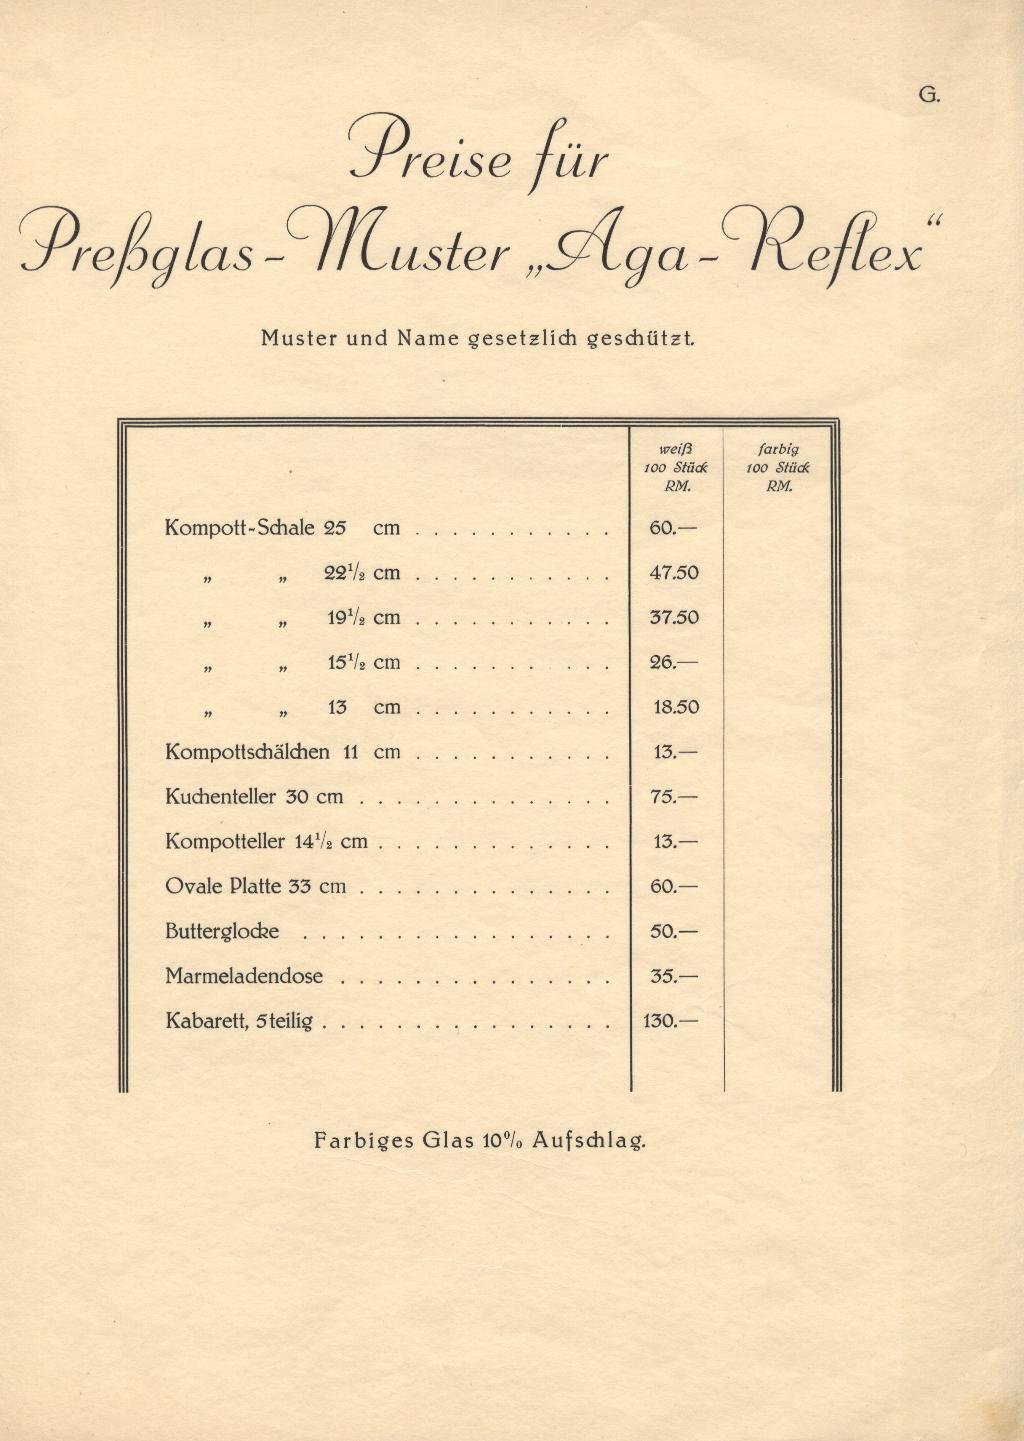 G.
Preise für
Preßglas-Muster „Aga-Reflex“
Muster und Name gesetzlich geschützt.
weiß farbig
100 Stück 100 Stück
RM. RM.
Kompott-Schale 25 cm . . . . . . . . . . . 60.—
„ „ 22½ cm . . . . . . . . . . . 47.50
„ „ 19½ cm . . . . . . . . . . . 37.50
„ „ 15½ cm . . . . . . . . . . . 26.—
„ „ 13 cm . . . . . . . . . . . 18.50
Kompottschälchen 11 cm . . . . . . . . . . . 13.—
Kuchenteller 30 cm . . . . . . . . . . . . . . 75.—
Kompotteller 14½ cm . . . . . . . . . . . . . 13.—
Ovale Platte 33 cm . . . . . . . . . . . . . . 60.—
Butterglocke . . . . . . . . . . . . . . . . . 50.—
Marmeladendose . . . . . . . . . . . . . . . 35.—
Kabarett, 5teilig . . . . . . . . . . . . . . . . 130.—
Farbiges Glas 10% Aufschlag.